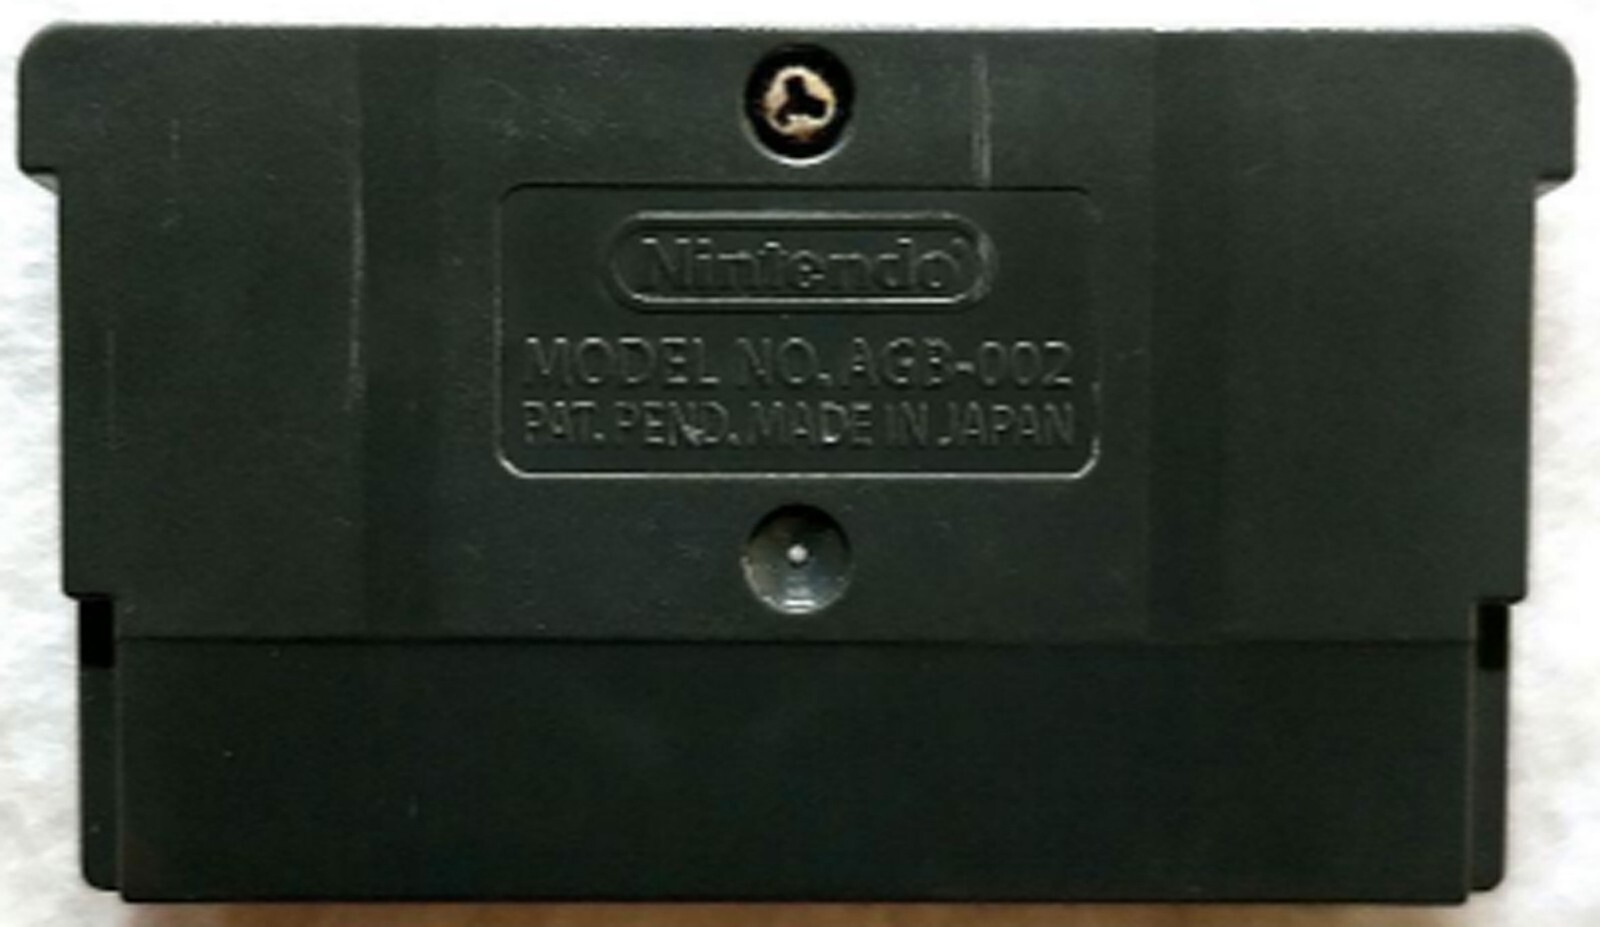 Nintendo
MODEL NO. AGB-002
PAT. PEND. MADE IN JAPAN